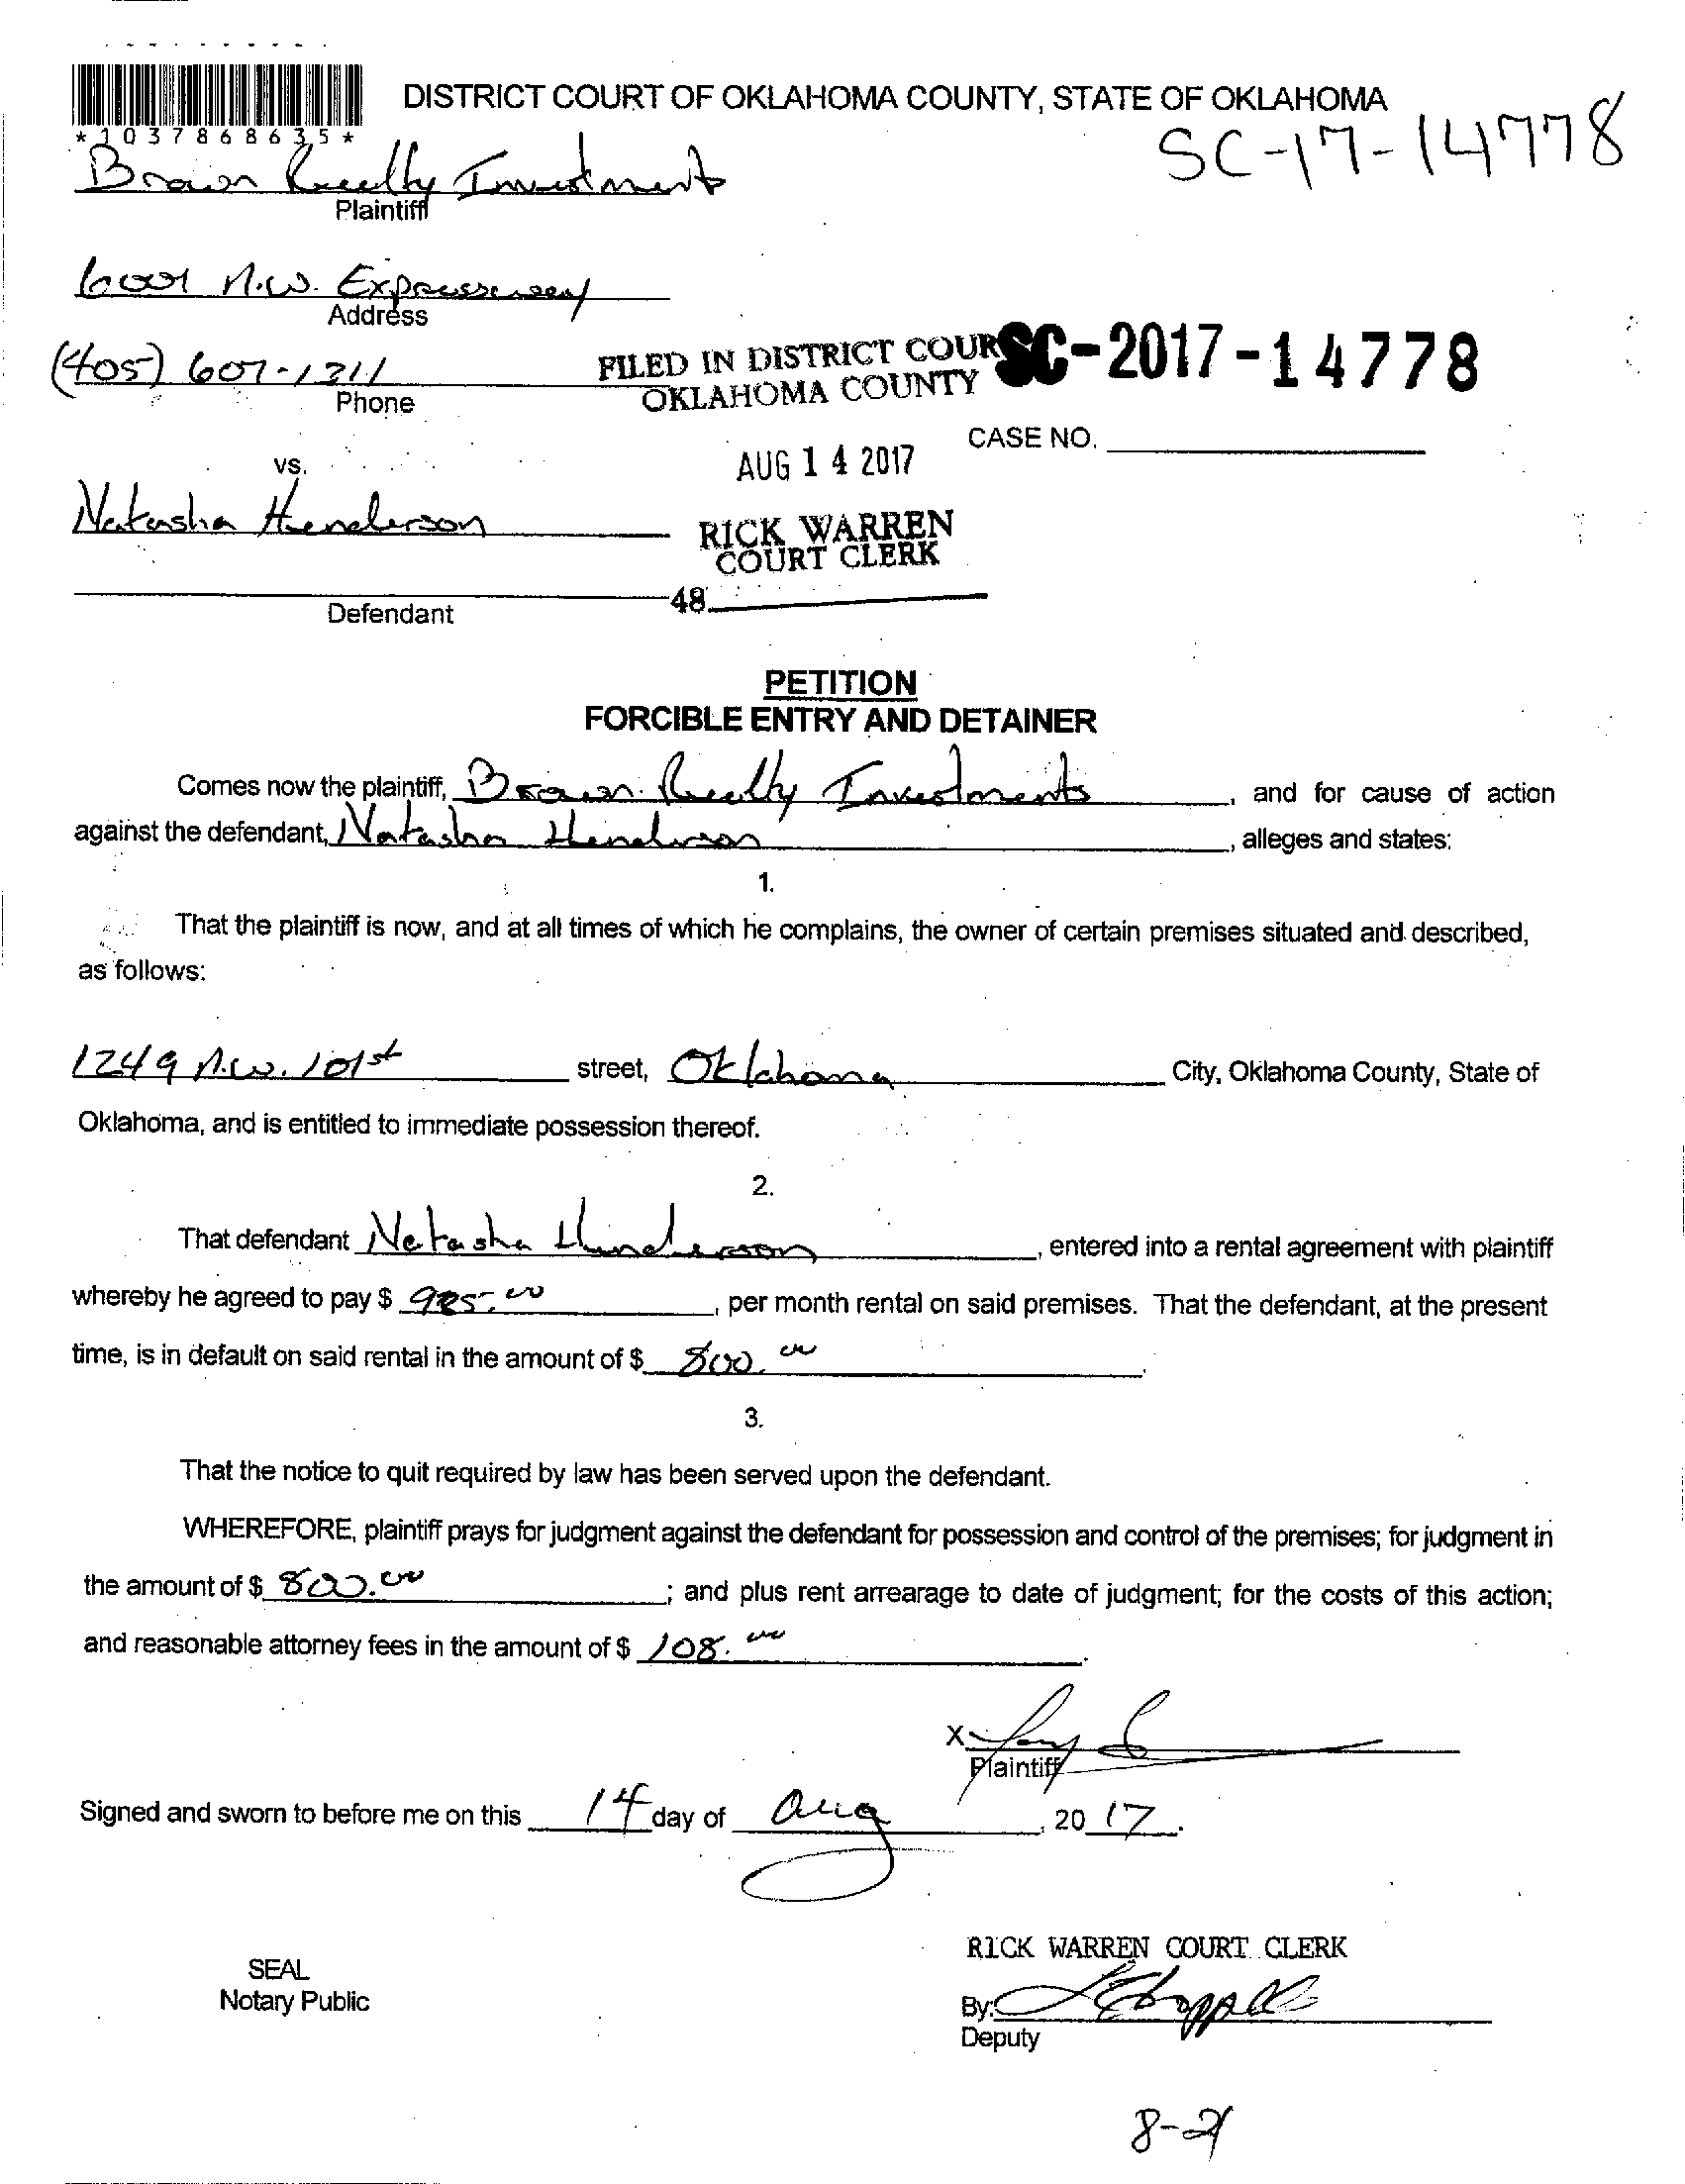 DISTRICT COURT OF OKLAHOMA COUNTY, STATE OF OKLAHOMA
*1037868635*
SC-17-14778
Brown Realty Investments
Plaintiff
6001 N.W. Expressway
Address
(405) 607-1311
Phone
FILED IN DISTRICT COURT
OKLAHOMA COUNTY
SC-2017-14778
CASE NO.
AUG 14 2017
vs.
Natasha Henderson
RICK WARREN
COURT CLERK
48
Defendant
PETITION
FORCIBLE ENTRY AND DETAINER
Comes now the plaintiff, Brown Realty Investments, and for cause of action
against the defendant, Natasha Henderson, alleges and states:
1.
That the plaintiff is now, and at all times of which he complains, the owner of certain premises situated and described,
as follows:
1249 N.W. 101st street, Oklahoma City, Oklahoma County, State of
Oklahoma, and is entitled to immediate possession thereof.
2.
That defendant Natasha Henderson, entered into a rental agreement with plaintiff
whereby he agreed to pay $ , per month rental on said premises. That the defendant, at the present
time, is in default on said rental in the amount of $ 800.00.
3.
That the notice to quit required by law has been served upon the defendant.
WHEREFORE, plaintiff prays for judgment against the defendant for possession and control of the premises; for judgment in
the amount of $ 800.00; and plus rent arrearage to date of judgment; for the costs of this action;
and reasonable attorney fees in the amount of $ 108.00.
X
Plaintiff
Signed and sworn to before me on this 14 day of Aug, 20 17.
RICK WARREN COURT CLERK
SEAL
Notary Public
By:
Deputy
8-21